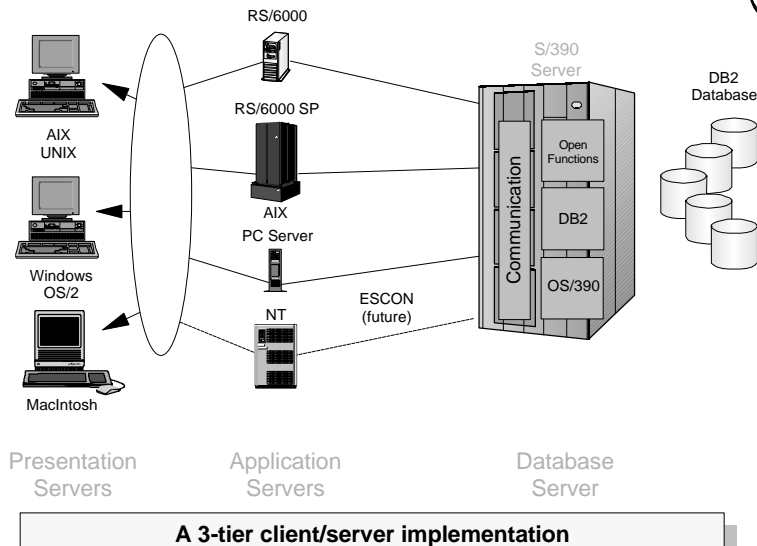 RS/6000
S/390
Server
DB2
Database
RS/6000 SP
AIX
UNIX
Open
Functions
Communication
DB2
AIX
PC Server
Windows
OS/2
OS/390
ESCON
(future)
NT
MacIntosh
Presentation
Servers
Application
Servers
Database
Server
A 3-tier client/server implementation